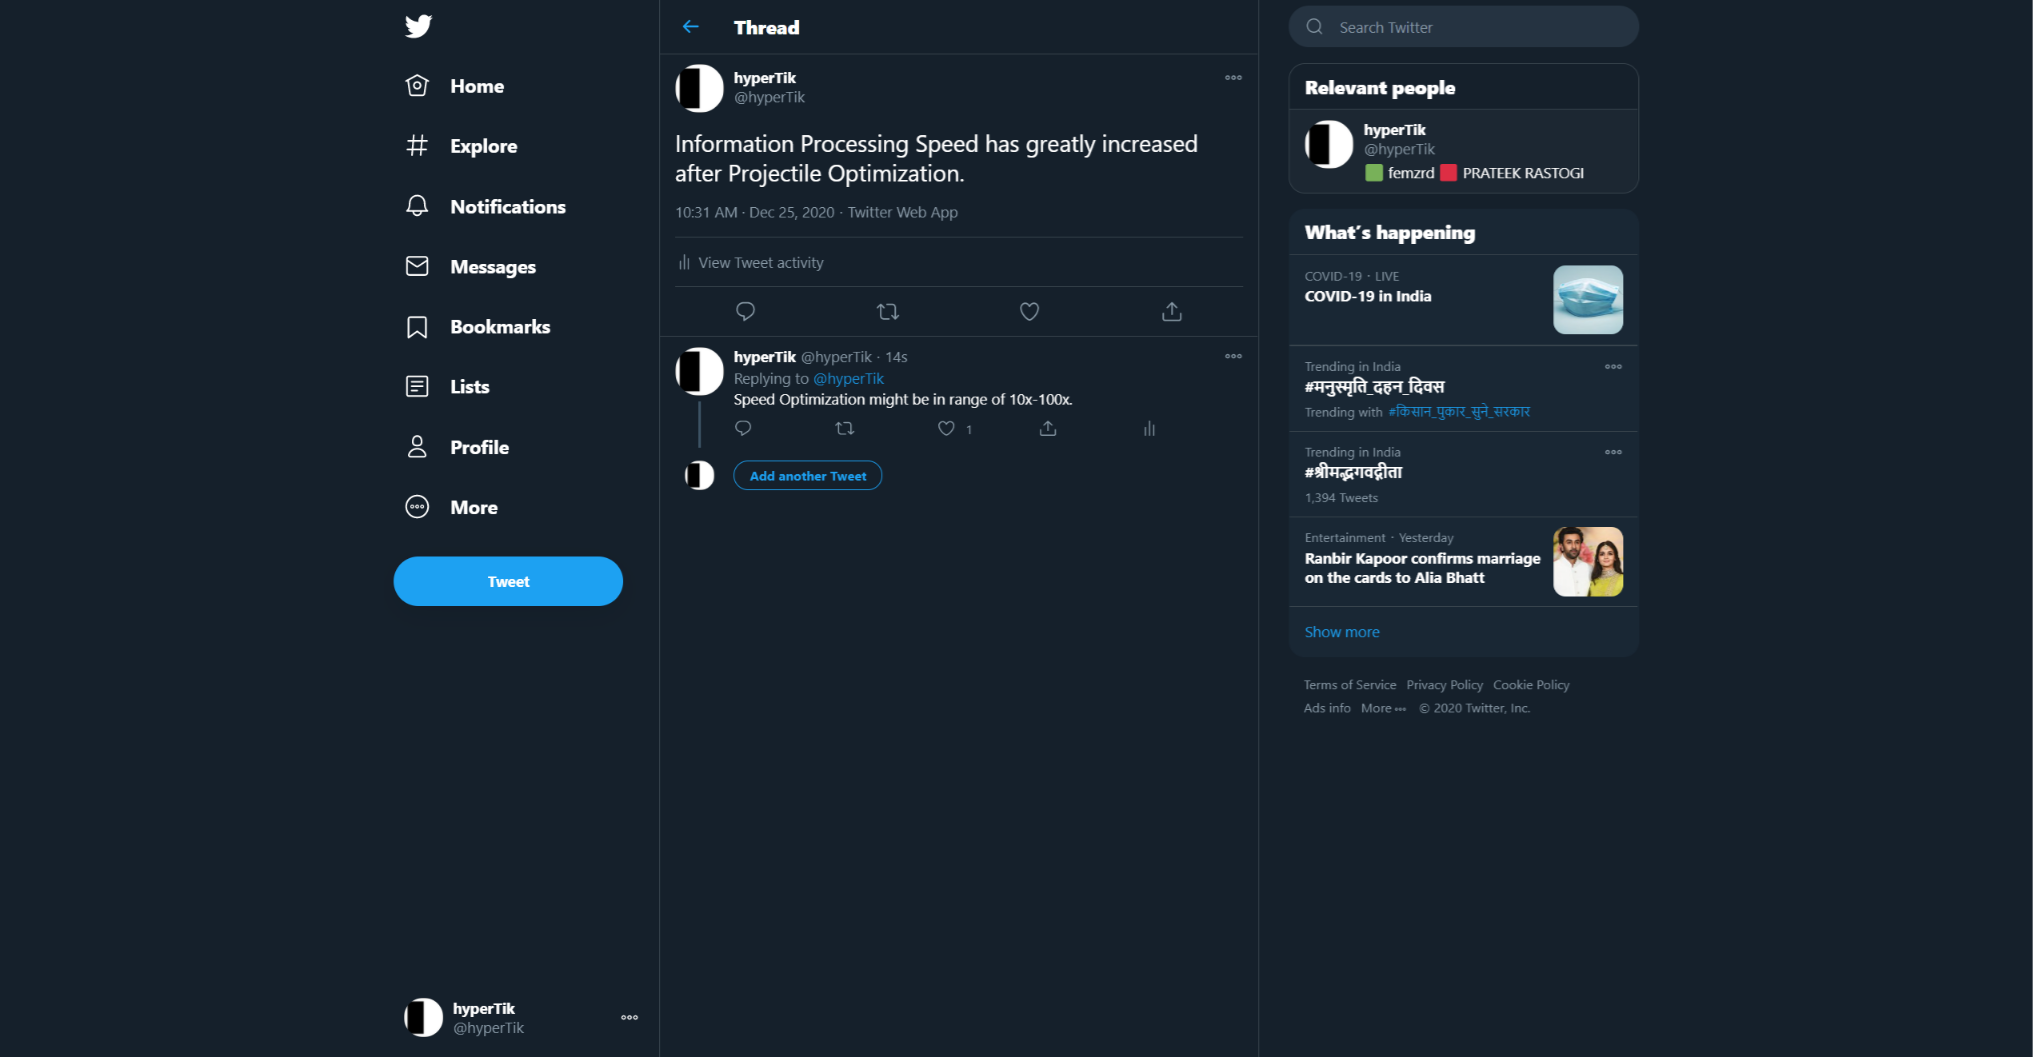 Home
Explore
Notifications
Messages
Bookmarks
Lists
Profile
More
Tweet
hyperTik
@hyperTik
Thread
hyperTik
@hyperTik
Information Processing Speed has greatly increased
after Projectile Optimization.
10:31 AM · Dec 25, 2020 · Twitter Web App
View Tweet activity
hyperTik @hyperTik · 14s
Replying to @hyperTik
Speed Optimization might be in range of 10x-100x.
1
Add another Tweet
Search Twitter
Relevant people
hyperTik
@hyperTik
🟩 femzrd 🟥 PRATEEK RASTOGI
What's happening
COVID-19 · LIVE
COVID-19 in India
Trending in India
#मनुस्मृति_दहन_दिवस
Trending with #किसान_पुकार_सुने_सरकार
Trending in India
#श्रीमद्भगवद्गीता
1,394 Tweets
Entertainment · Yesterday
Ranbir Kapoor confirms marriage
on the cards to Alia Bhatt
Show more
Terms of Service Privacy Policy Cookie Policy
Ads info More ••• © 2020 Twitter, Inc.